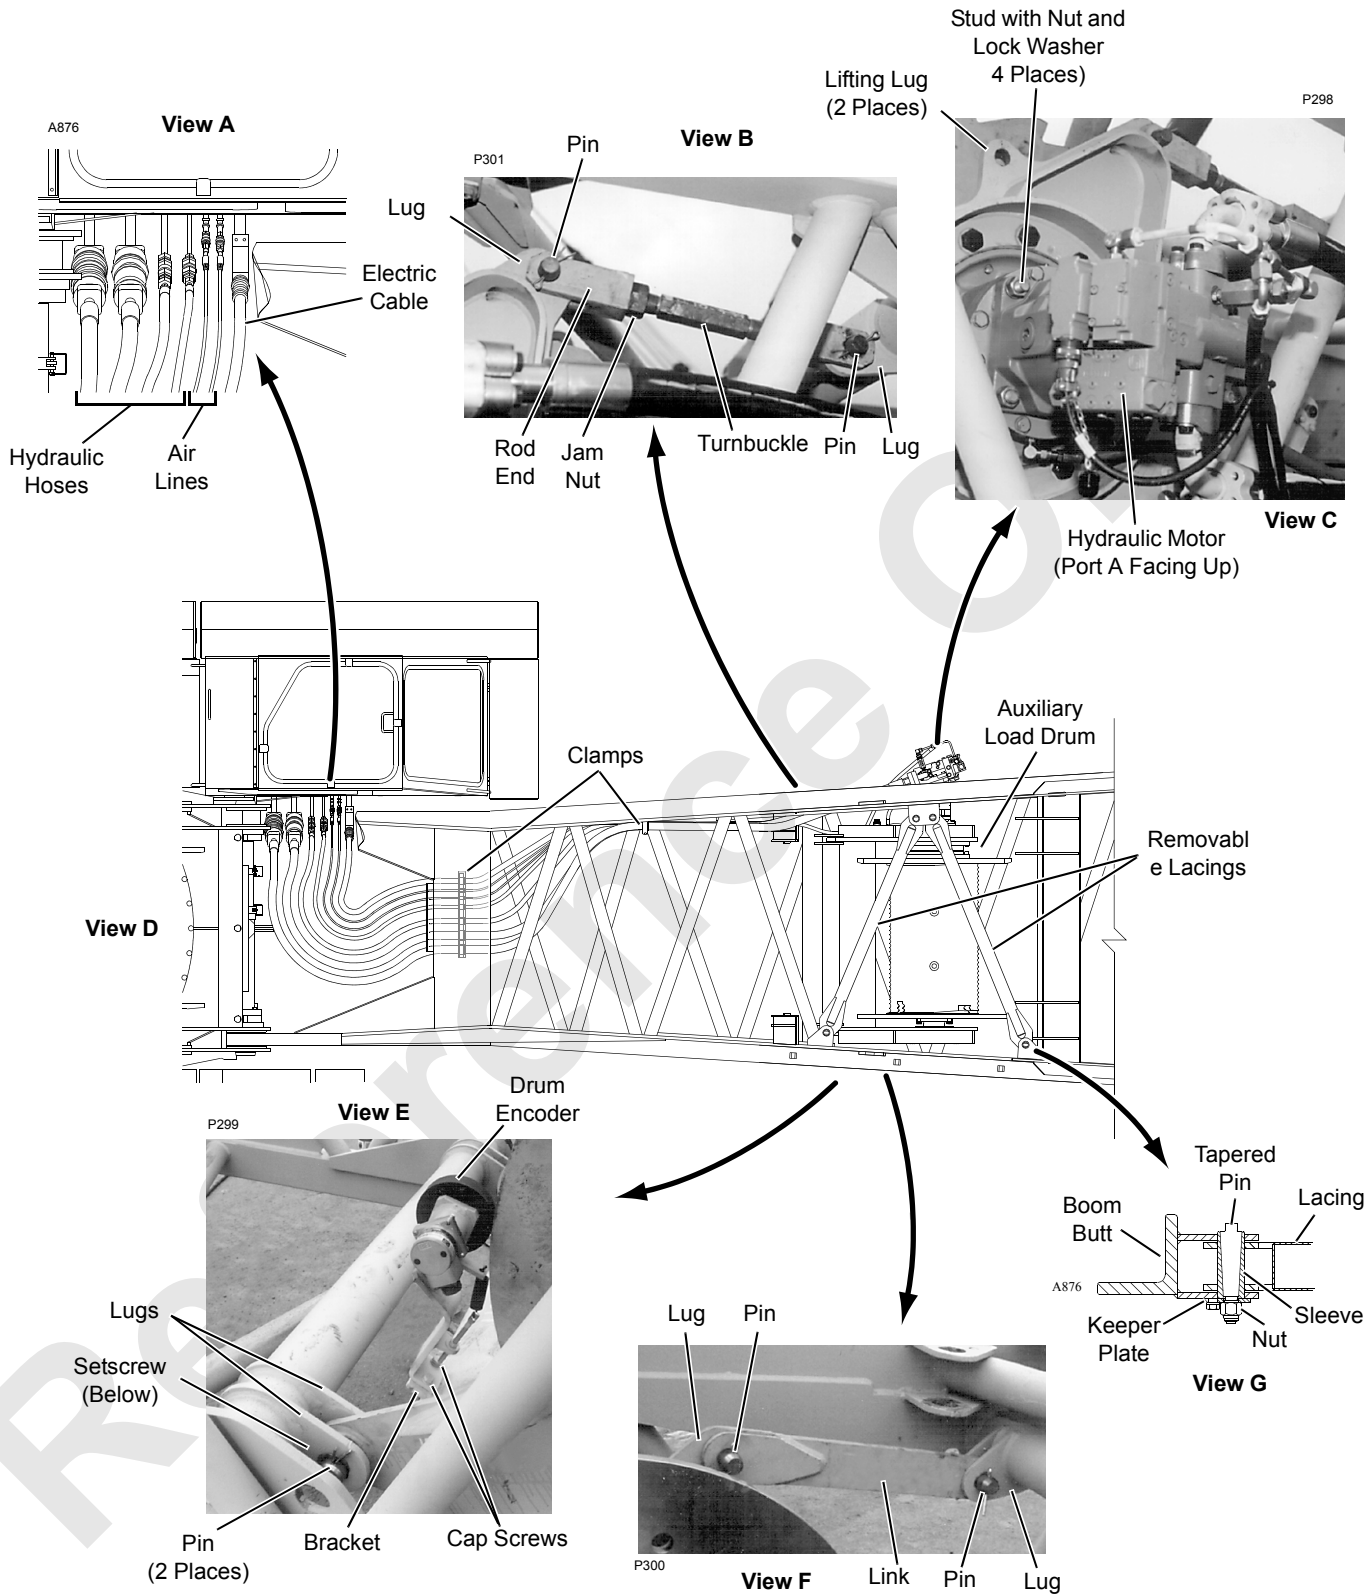 Stud with Nut and
Lock Washer
4 Places)
Lifting Lug
(2 Places)
P298
A876
View A
View B
Pin
P301
Lug
Electric
Cable
Hydraulic
Hoses
Air
Lines
Rod
End
Jam
Nut
Turnbuckle
Pin
Lug
View C
Hydraulic Motor
(Port A Facing Up)
Auxiliary
Load Drum
Clamps
Removabl
e Lacings
View D
View E
P299
Drum
Encoder
Lugs
Setscrew
(Below)
Pin
(2 Places)
Bracket
Cap Screws
Lug
Pin
P300
View F
Link
Pin
Lug
Tapered
Pin
Boom
Butt
Lacing
A876
Keeper
Plate
Nut
Sleeve
View G